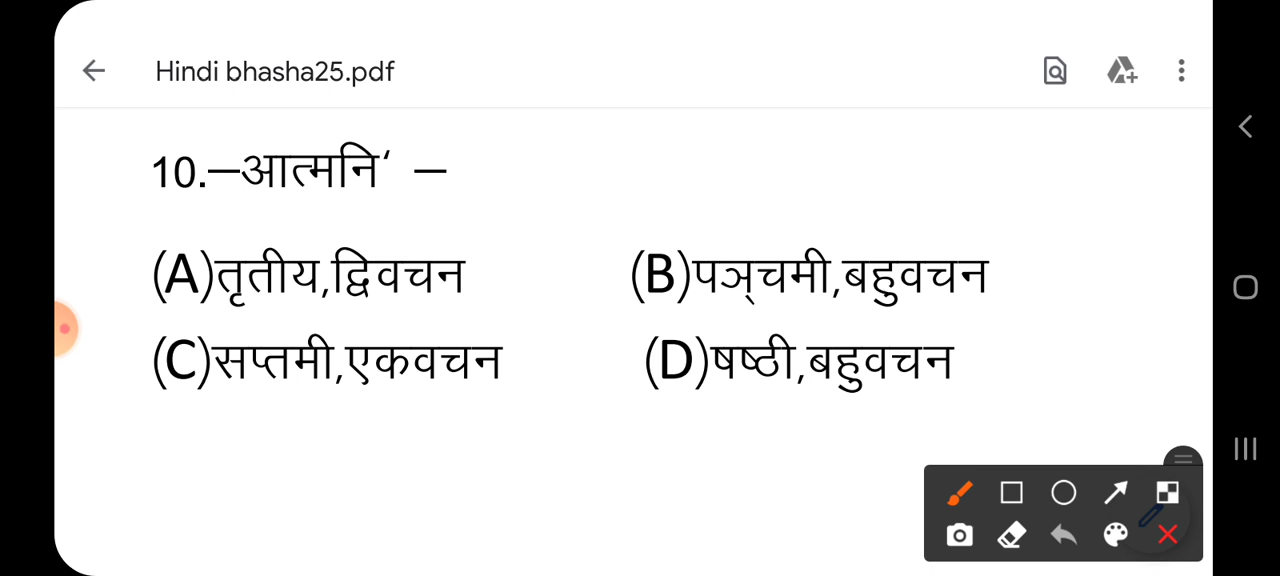 Hindi bhasha25.pdf
10.–आत्मनि‘ –
(A)तृतीय,द्विवचन (B)पञ्चमी,बहुवचन
(C)सप्तमी,एकवचन (D)षष्ठी,बहुवचन